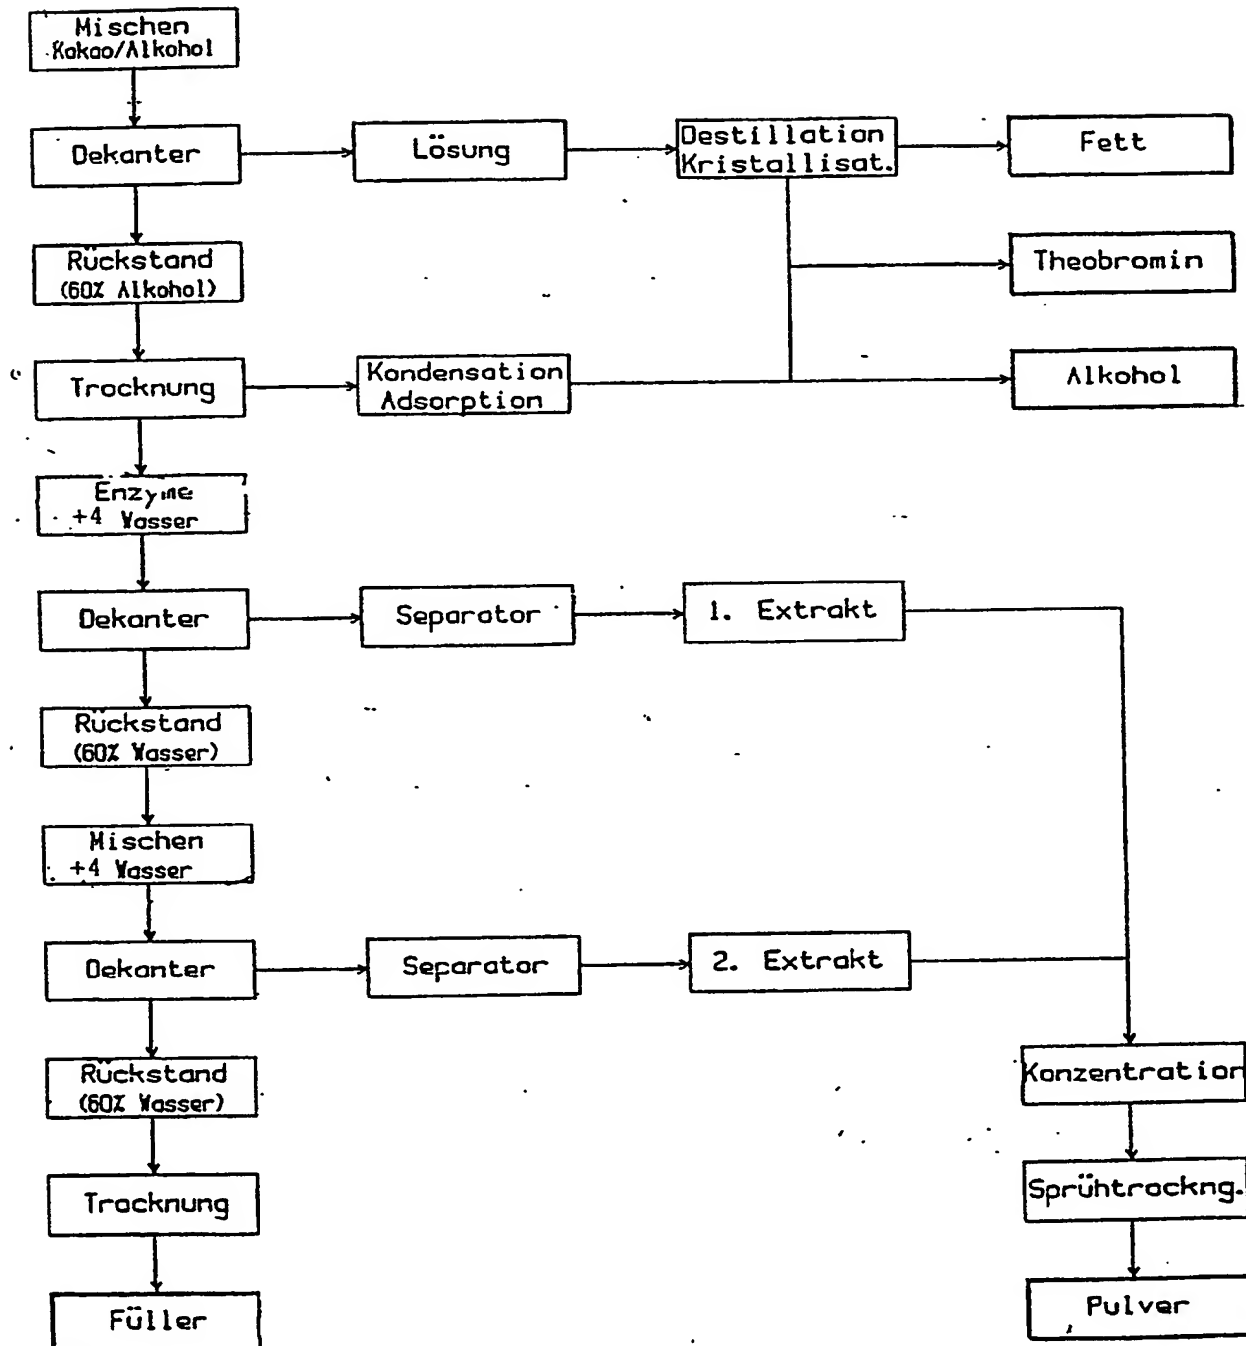 Mischen
Kakao/Alkohol
Dekanter
Lösung
Destillation
Kristallisat.
Fett
Rückstand
(60% Alkohol)
Theobromin
Trocknung
Kondensation
Adsorption
Alkohol
Enzyme
+4 Wasser
Dekanter
Separator
1. Extrakt
Rückstand
(60% Wasser)
Mischen
+4 Wasser
Dekanter
Separator
2. Extrakt
Rückstand
(60% Wasser)
Konzentration
Trocknung
Sprühtrockng.
Füller
Pulver